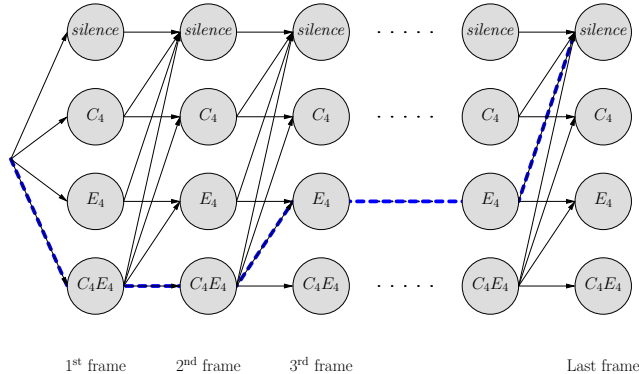 silence silence silence . . . . . silence silence
C₄ C₄ C₄ . . . . . C₄ C₄
E₄ E₄ E₄ E₄ E₄
C₄E₄ C₄E₄ C₄E₄ . . . . . C₄E₄ C₄E₄
1st frame 2nd frame 3rd frame Last frame